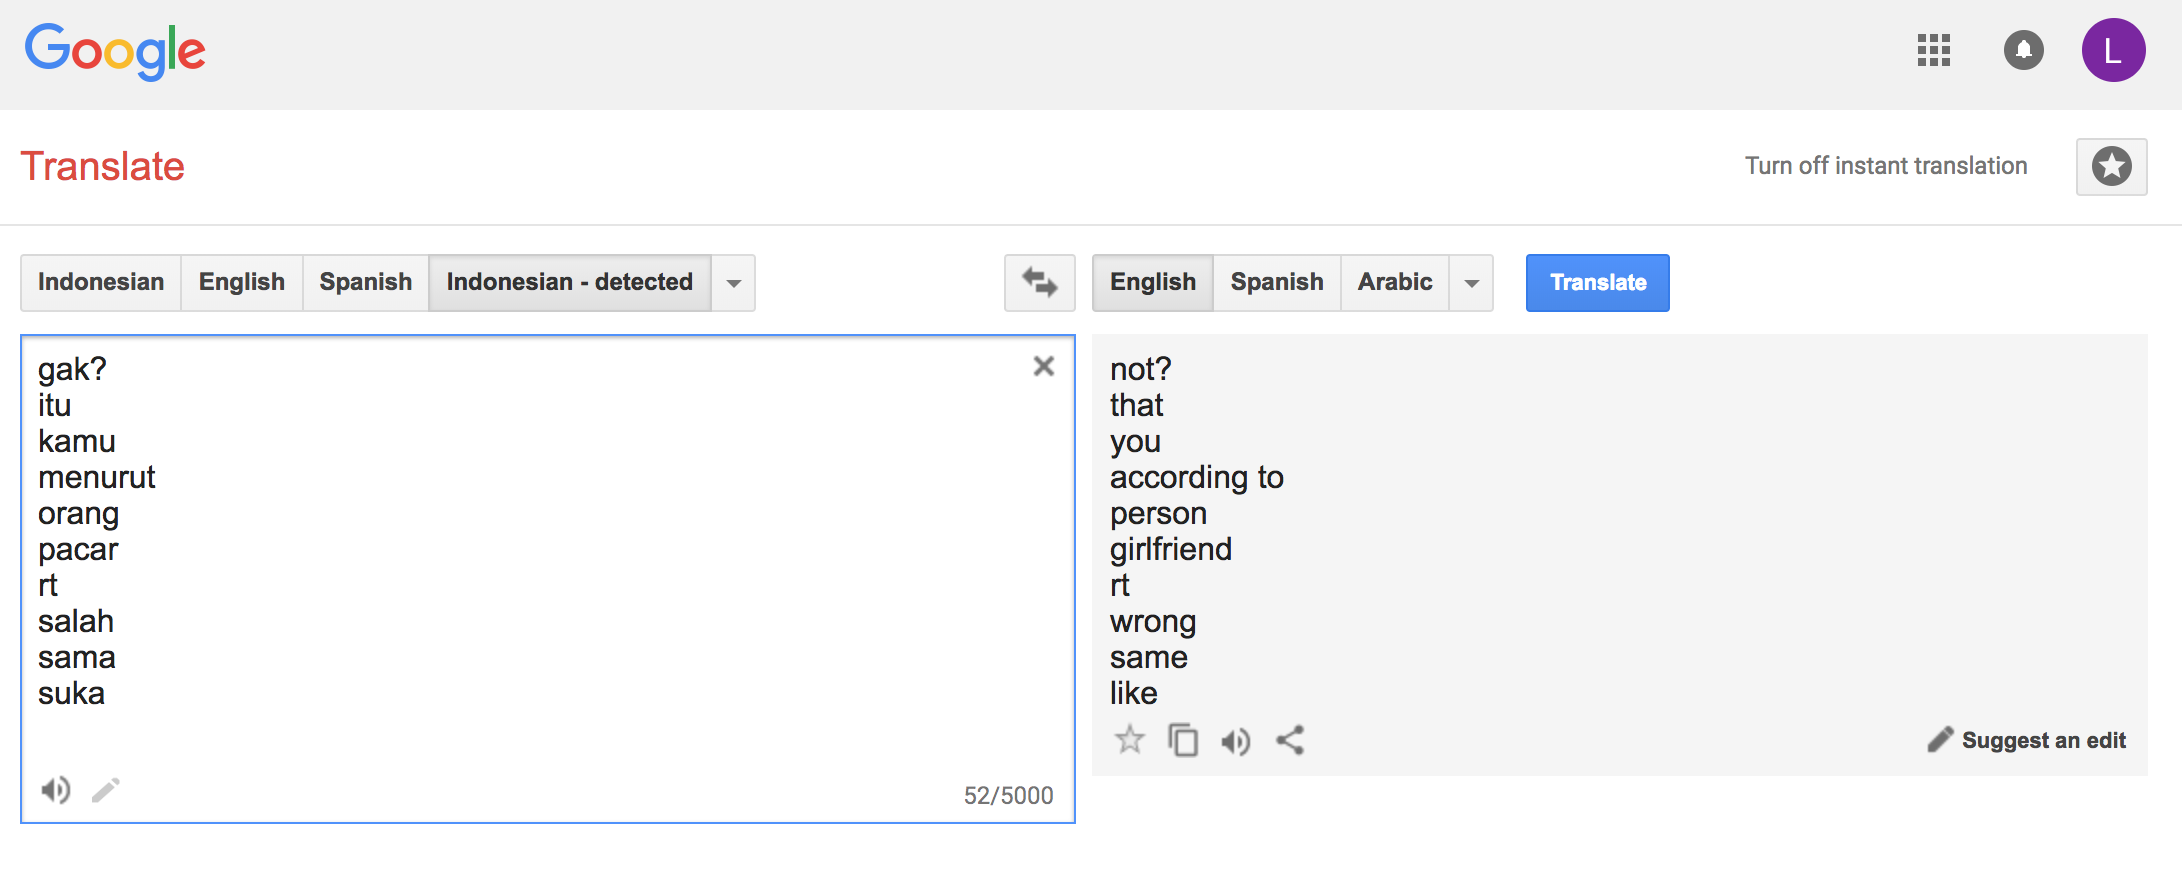 Google
L
Translate
Turn off instant translation
Indonesian English Spanish Indonesian - detected
English Spanish Arabic Translate
gak?
itu
kamu
menurut
orang
pacar
rt
salah
sama
suka
52/5000
not?
that
you
according to
person
girlfriend
rt
wrong
same
like
Suggest an edit